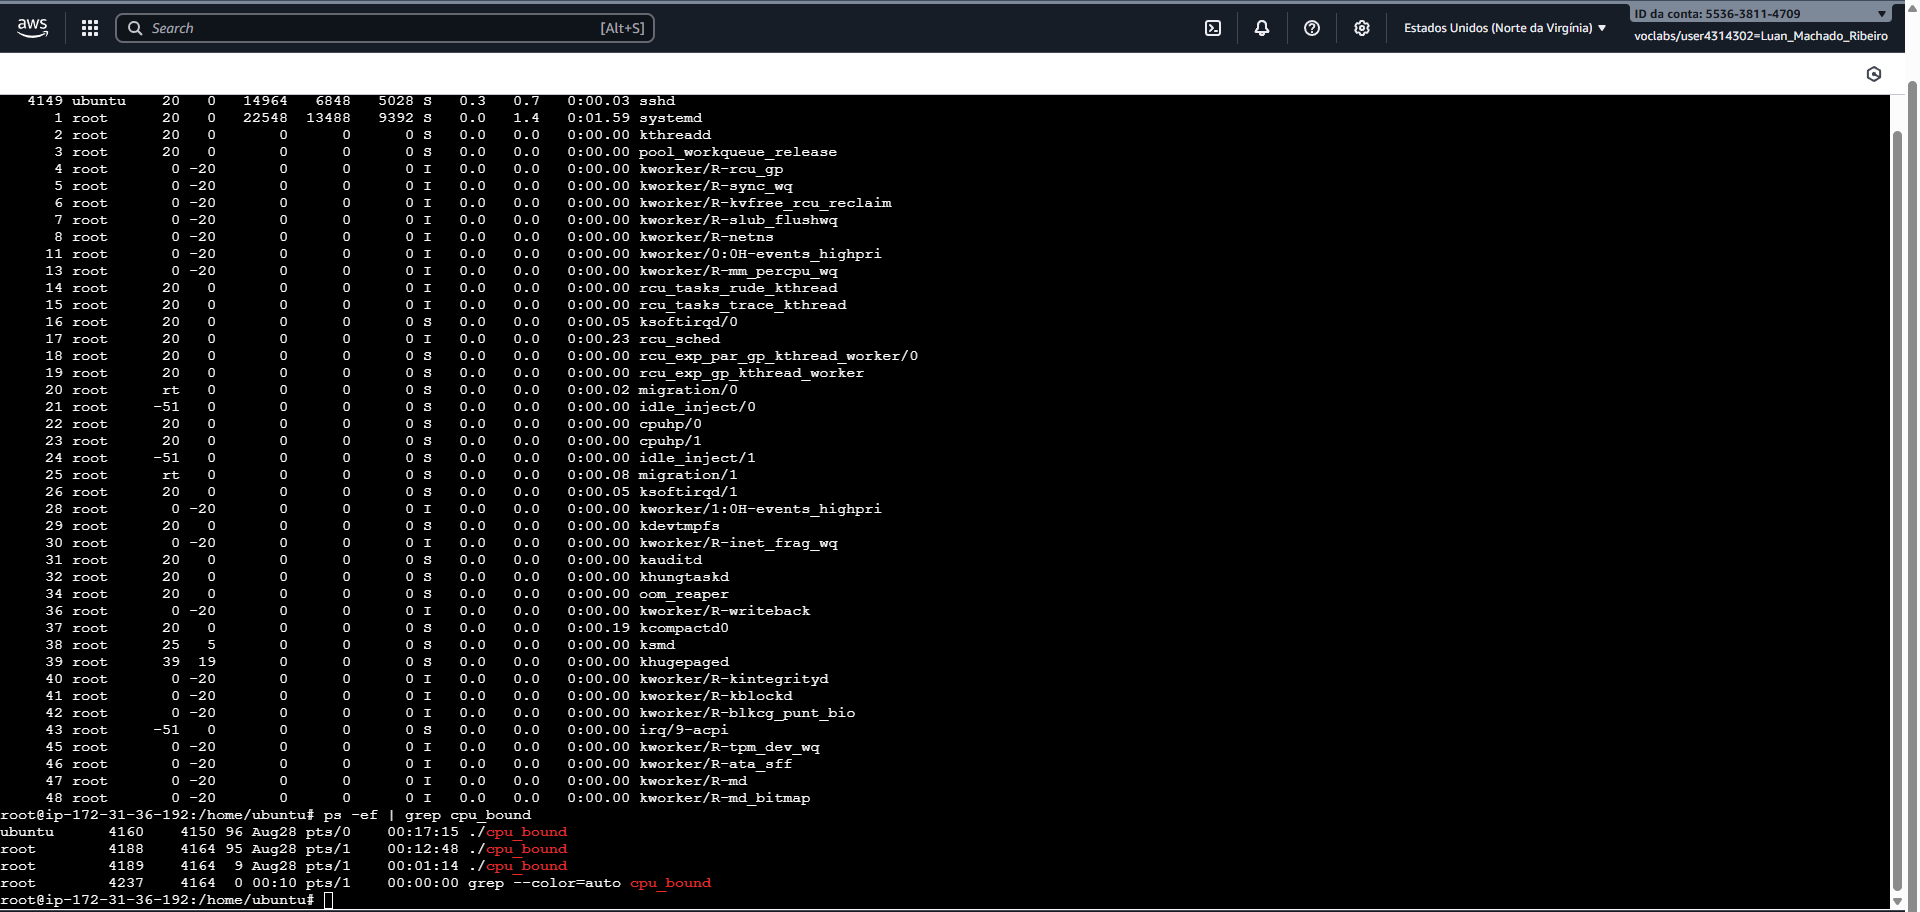 aws
Search [Alt+S]
Estados Unidos (Norte da Virgínia) ▼
ID da conta: 5536-3811-4709 ▼
voclabs/user4314302=Luan_Machado_Ribeiro
4149 ubuntu 20 0 14964 6848 5028 S 0.3 0.7 0:00.03 sshd
1 root 20 0 22548 13488 9392 S 0.0 1.4 0:01.59 systemd
2 root 20 0 0 0 0 S 0.0 0.0 0:00.00 kthreadd
3 root 20 0 0 0 0 S 0.0 0.0 0:00.00 pool_workqueue_release
4 root 0 -20 0 0 0 I 0.0 0.0 0:00.00 kworker/R-rcu_gp
5 root 0 -20 0 0 0 I 0.0 0.0 0:00.00 kworker/R-sync_wq
6 root 0 -20 0 0 0 I 0.0 0.0 0:00.00 kworker/R-kvfree_rcu_reclaim
7 root 0 -20 0 0 0 I 0.0 0.0 0:00.00 kworker/R-slub_flushwq
8 root 0 -20 0 0 0 I 0.0 0.0 0:00.00 kworker/R-netns
11 root 0 -20 0 0 0 I 0.0 0.0 0:00.00 kworker/0:0H-events_highpri
13 root 0 -20 0 0 0 I 0.0 0.0 0:00.00 kworker/R-mm_percpu_wq
14 root 20 0 0 0 0 I 0.0 0.0 0:00.00 rcu_tasks_rude_kthread
15 root 20 0 0 0 0 I 0.0 0.0 0:00.00 rcu_tasks_trace_kthread
16 root 20 0 0 0 0 S 0.0 0.0 0:00.05 ksoftirqd/0
17 root 20 0 0 0 0 I 0.0 0.0 0:00.23 rcu_sched
18 root 20 0 0 0 0 S 0.0 0.0 0:00.00 rcu_exp_par_gp_kthread_worker/0
19 root 20 0 0 0 0 S 0.0 0.0 0:00.00 rcu_exp_gp_kthread_worker
20 root rt 0 0 0 0 S 0.0 0.0 0:00.02 migration/0
21 root -51 0 0 0 0 S 0.0 0.0 0:00.00 idle_inject/0
22 root 20 0 0 0 0 S 0.0 0.0 0:00.00 cpuhp/0
23 root 20 0 0 0 0 S 0.0 0.0 0:00.00 cpuhp/1
24 root -51 0 0 0 0 S 0.0 0.0 0:00.00 idle_inject/1
25 root rt 0 0 0 0 S 0.0 0.0 0:00.08 migration/1
26 root 20 0 0 0 0 S 0.0 0.0 0:00.05 ksoftirqd/1
28 root 0 -20 0 0 0 I 0.0 0.0 0:00.00 kworker/1:0H-events_highpri
29 root 20 0 0 0 0 S 0.0 0.0 0:00.00 kdevtmpfs
30 root 0 -20 0 0 0 I 0.0 0.0 0:00.00 kworker/R-inet_frag_wq
31 root 20 0 0 0 0 S 0.0 0.0 0:00.00 kauditd
32 root 20 0 0 0 0 S 0.0 0.0 0:00.00 khungtaskd
34 root 20 0 0 0 0 S 0.0 0.0 0:00.00 oom_reaper
36 root 0 -20 0 0 0 I 0.0 0.0 0:00.00 kworker/R-writeback
37 root 20 0 0 0 0 S 0.0 0.0 0:00.19 kcompactd0
38 root 25 5 0 0 0 S 0.0 0.0 0:00.00 ksmd
39 root 39 19 0 0 0 S 0.0 0.0 0:00.00 khugepaged
40 root 0 -20 0 0 0 I 0.0 0.0 0:00.00 kworker/R-kintegrityd
41 root 0 -20 0 0 0 I 0.0 0.0 0:00.00 kworker/R-kblockd
42 root 0 -20 0 0 0 I 0.0 0.0 0:00.00 kworker/R-blkcg_punt_bio
43 root -51 0 0 0 0 S 0.0 0.0 0:00.00 irq/9-acpi
45 root 0 -20 0 0 0 I 0.0 0.0 0:00.00 kworker/R-tpm_dev_wq
46 root 0 -20 0 0 0 I 0.0 0.0 0:00.00 kworker/R-ata_sff
47 root 0 -20 0 0 0 I 0.0 0.0 0:00.00 kworker/R-md
48 root 0 -20 0 0 0 I 0.0 0.0 0:00.00 kworker/R-md_bitmap
root@ip-172-31-36-192:/home/ubuntu# ps -ef | grep cpu_bound
ubuntu 4160 4150 96 Aug28 pts/0 00:17:15 ./cpu_bound
root 4188 4164 95 Aug28 pts/1 00:12:48 ./cpu_bound
root 4189 4164 9 Aug28 pts/1 00:01:14 ./cpu_bound
root 4237 4164 0 00:10 pts/1 00:00:00 grep --color=auto cpu_bound
root@ip-172-31-36-192:/home/ubuntu#